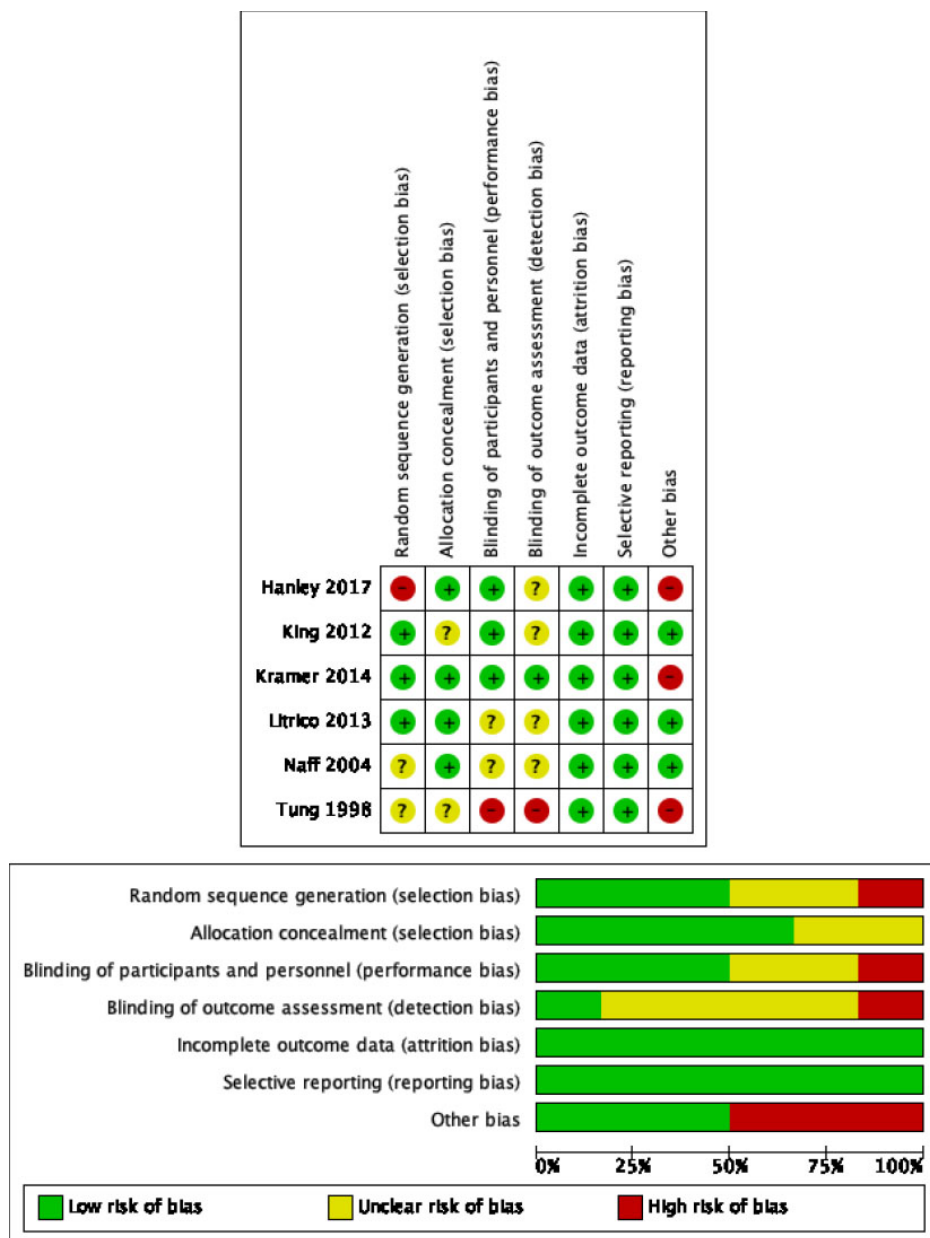 Random sequence generation (selection bias)
Allocation concealment (selection bias)
Blinding of participants and personnel (performance bias)
Blinding of outcome assessment (detection bias)
Incomplete outcome data (attrition bias)
Selective reporting (reporting bias)
Other bias
Hanley 2017 - + + ? + + -
King 2012 + ? + ? + + +
Kramer 2014 + + + + + + -
Litrico 2013 + + ? ? + + +
Naff 2004 ? + ? ? + + +
Tung 1998 ? ? - - + + -
Random sequence generation (selection bias)
Allocation concealment (selection bias)
Blinding of participants and personnel (performance bias)
Blinding of outcome assessment (detection bias)
Incomplete outcome data (attrition bias)
Selective reporting (reporting bias)
Other bias
0% 25% 50% 75% 100%
Low risk of bias Unclear risk of bias High risk of bias